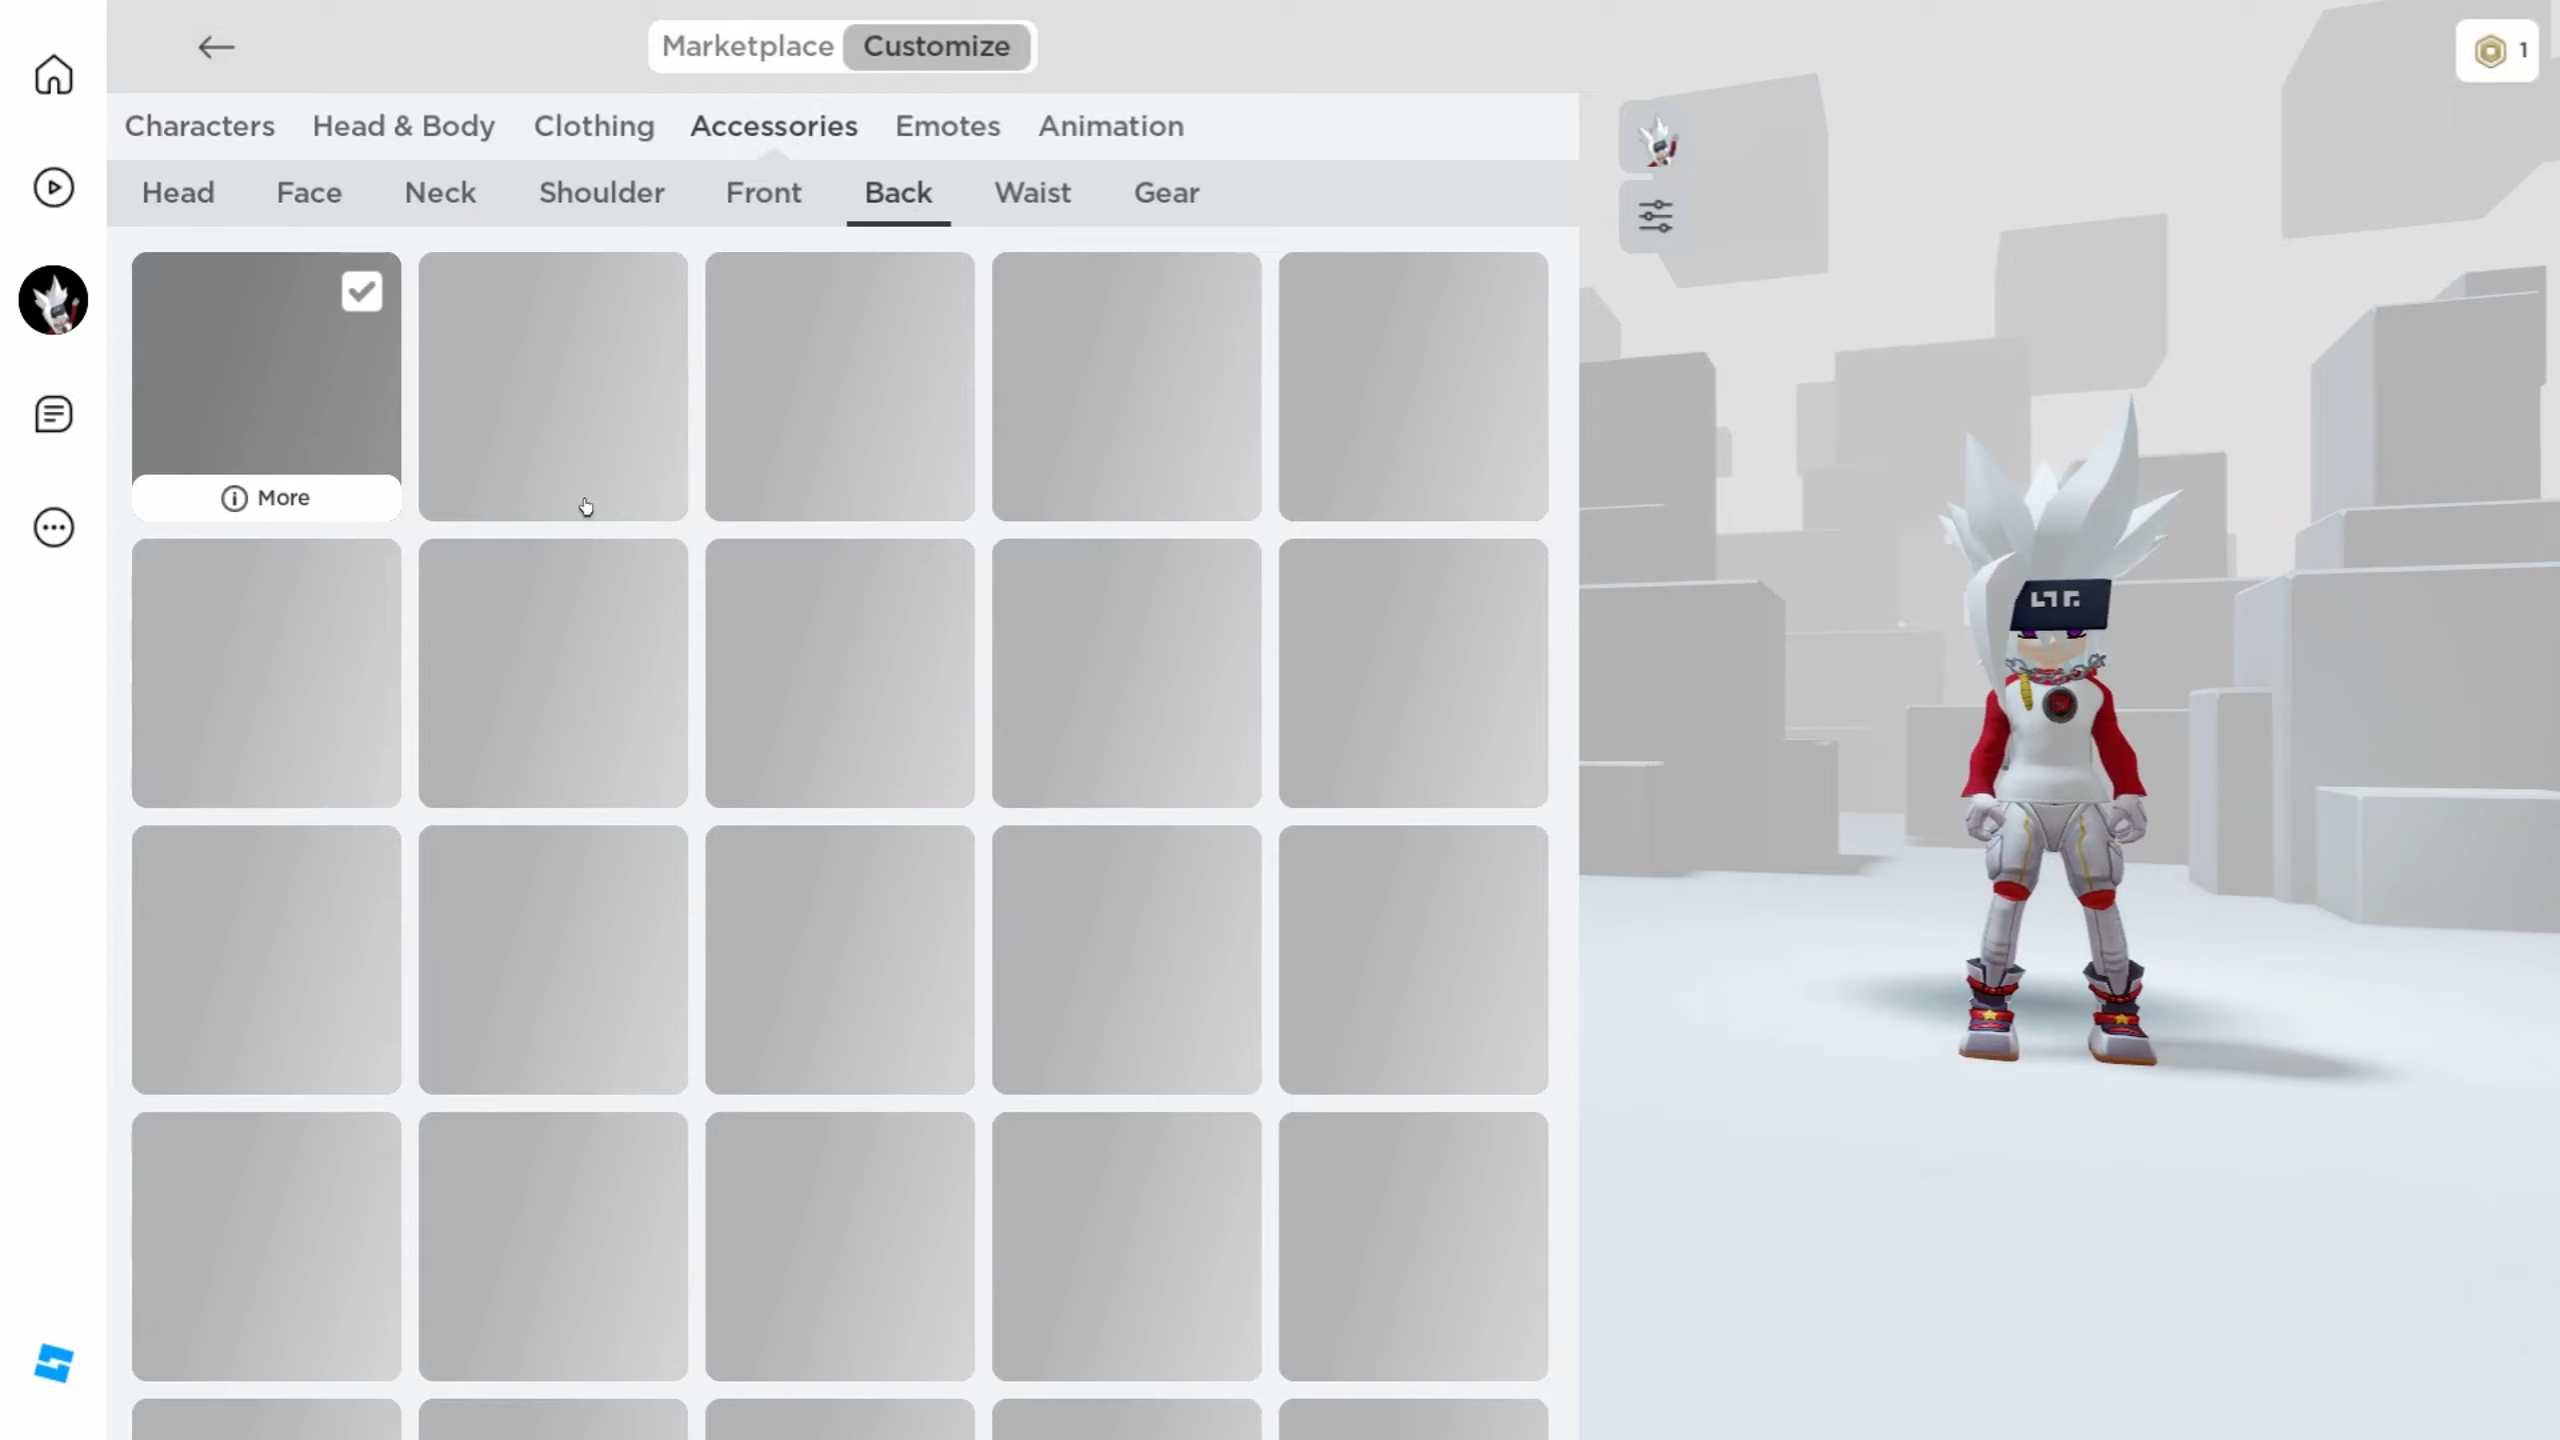 Marketplace Customize
1
Characters Head & Body Clothing Accessories Emotes Animation
Head Face Neck Shoulder Front Back Waist Gear
More